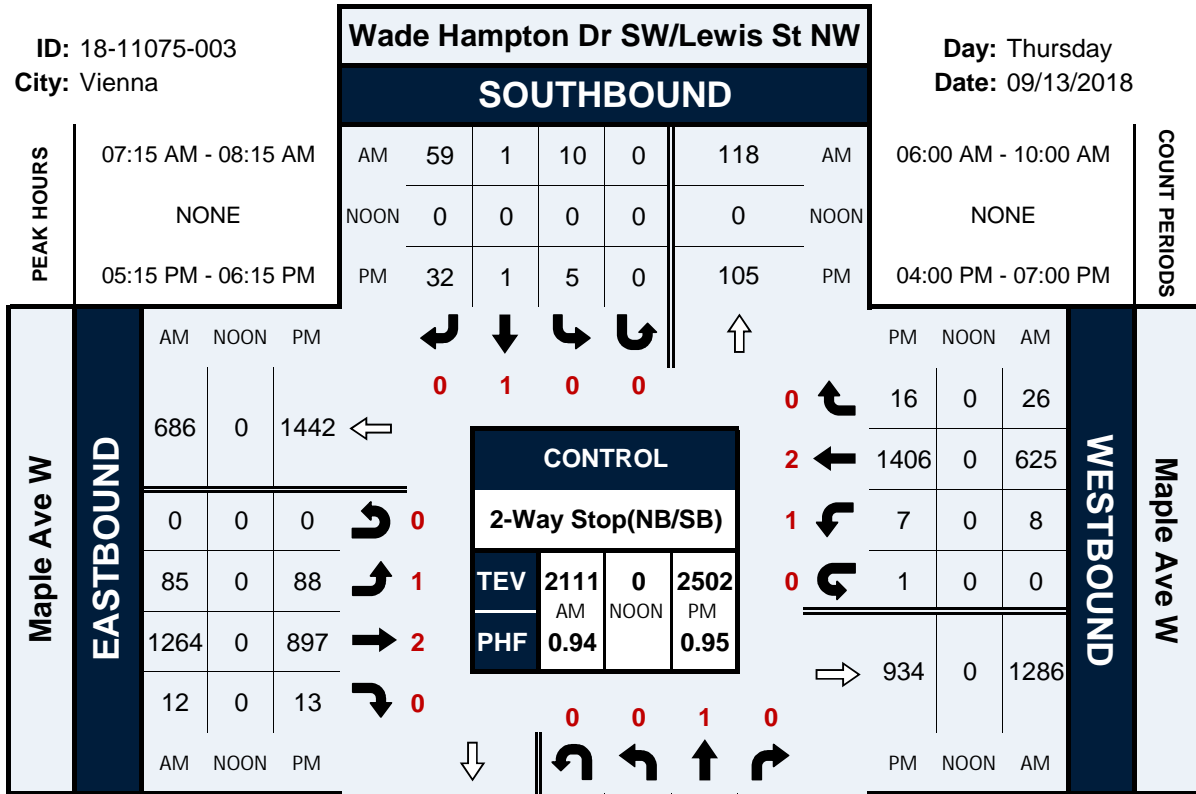 Wade Hampton Dr SW/Lewis St NW
ID: 18-11075-003
City: Vienna
Day: Thursday
Date: 09/13/2018
SOUTHBOUND
PEAK HOURS
07:15 AM - 08:15 AM
NONE
05:15 PM - 06:15 PM
AM 59 1 10 0 118 AM
NOON 0 0 0 0 0 NOON
PM 32 1 5 0 105 PM
06:00 AM - 10:00 AM
NONE
04:00 PM - 07:00 PM
COUNT PERIODS
0 1 0 0
Maple Ave W
EASTBOUND
AM NOON PM
686 0 1442
0 0 0 0
85 0 88 1
1264 0 897 2
12 0 13 0
AM NOON PM
CONTROL
2-Way Stop(NB/SB)
TEV 2111 0 2502
AM NOON PM
PHF 0.94 0.95
PM NOON AM
0 16 0 26
2 1406 0 625
1 7 0 8
0 1 0 0
934 0 1286
PM NOON AM
WESTBOUND
Maple Ave W
0 0 1 0